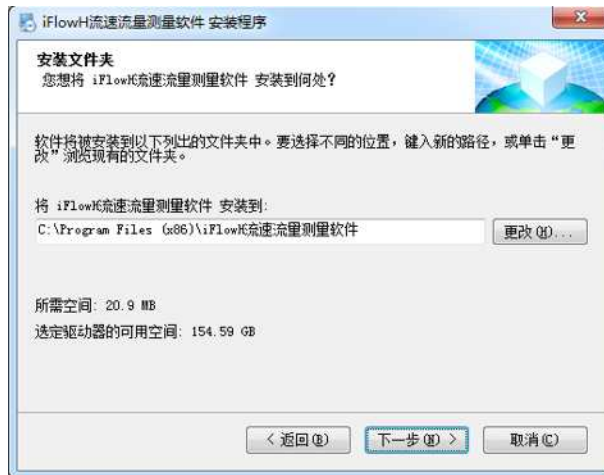 iFlowH流速流量测量软件 安装程序
安装文件夹
您想将 iFlowH流速流量测量软件 安装到何处?
软件将被安装到以下列出的文件夹中。要选择不同的位置，键入新的路径，或单击“更
改”浏览现有的文件夹。
将 iFlowH流速流量测量软件 安装到:
C:\Program Files (x86)\iFlowH流速流量测量软件
更改(H)...
所需空间: 20.9 MB
选定驱动器的可用空间: 154.59 GB
< 返回(B)
下一步(N) >
取消(C)